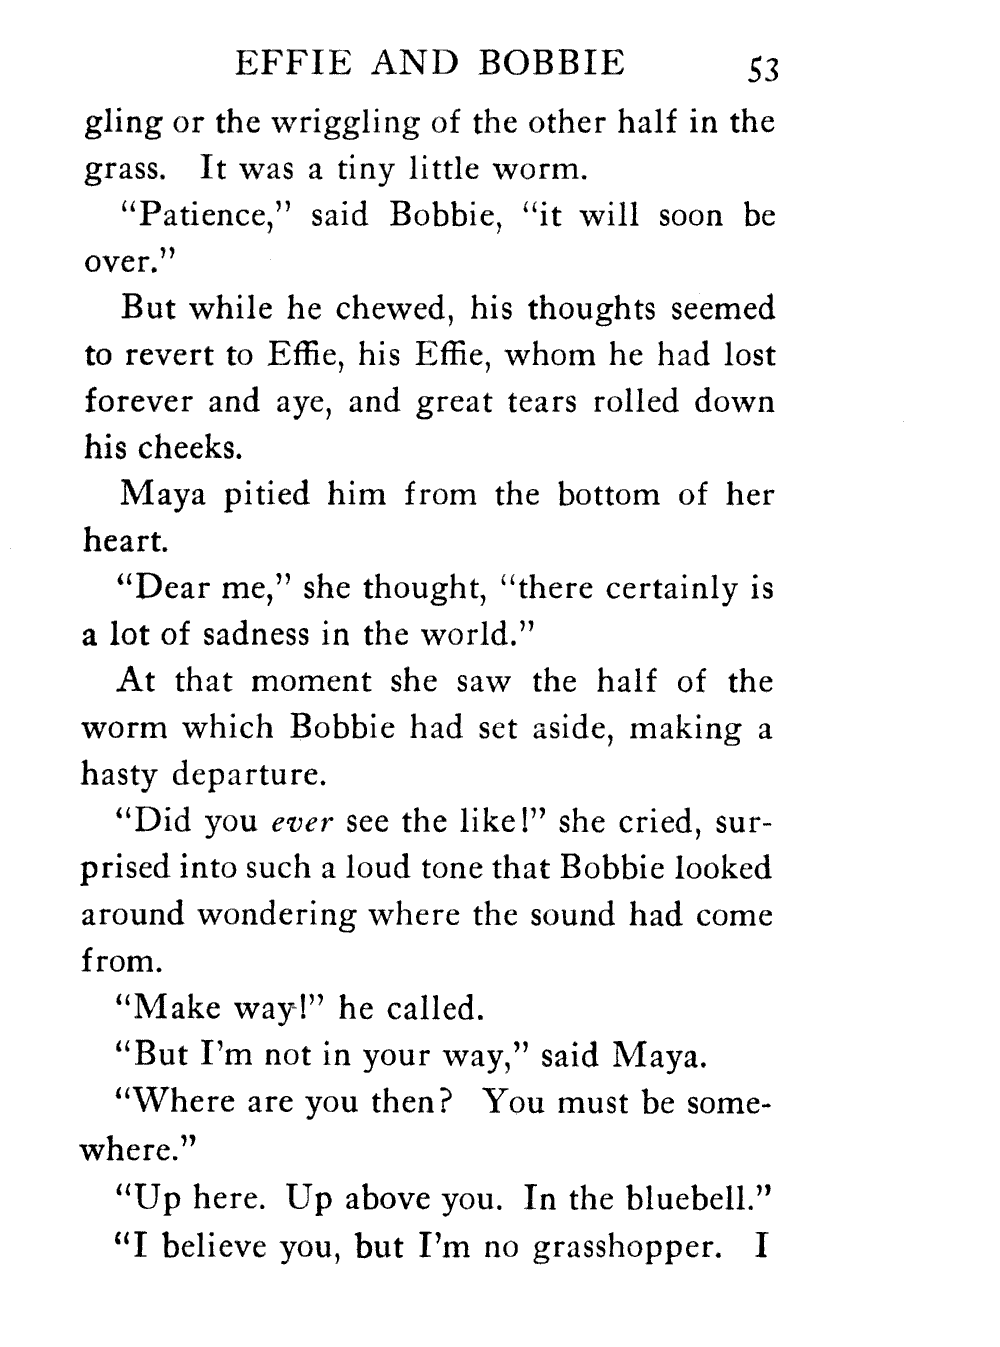 EFFIE AND BOBBIE 53
gling or the wriggling of the other half in the
grass. It was a tiny little worm.
“Patience,” said Bobbie, “it will soon be
over.”
But while he chewed, his thoughts seemed
to revert to Effie, his Effie, whom he had lost
forever and aye, and great tears rolled down
his cheeks.
Maya pitied him from the bottom of her
heart.
“Dear me,” she thought, “there certainly is
a lot of sadness in the world.”
At that moment she saw the half of the
worm which Bobbie had set aside, making a
hasty departure.
“Did you ever see the like!” she cried, sur-
prised into such a loud tone that Bobbie looked
around wondering where the sound had come
from.
“Make way!” he called.
“But I’m not in your way,” said Maya.
“Where are you then? You must be some-
where.”
“Up here. Up above you. In the bluebell.”
“I believe you, but I’m no grasshopper. I